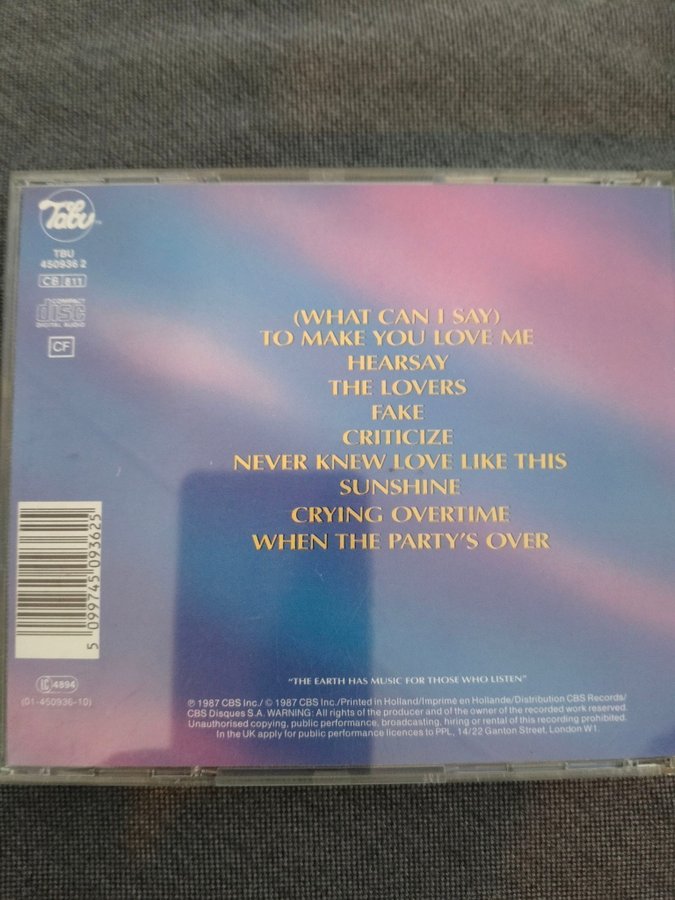 Tabu
TBU
450936 2
CB 811
COMPACT
disc
DIGITAL AUDIO
CF
(WHAT CAN I SAY)
TO MAKE YOU LOVE ME
HEARSAY
THE LOVERS
FAKE
CRITICIZE
NEVER KNEW LOVE LIKE THIS
SUNSHINE
CRYING OVERTIME
WHEN THE PARTY'S OVER
5 099745 093625
LC 4894
(01-450936-10)
"THE EARTH HAS MUSIC FOR THOSE WHO LISTEN"
℗ 1987 CBS Inc./ © 1987 CBS Inc./Printed in Holland/Imprimé en Hollande/Distribution CBS Records/
CBS Disques S.A. WARNING: All rights of the producer and of the owner of the recorded work reserved.
Unauthorised copying, public performance, broadcasting, hiring or rental of this recording prohibited.
In the UK apply for public performance licences to PPL, 14/22 Ganton Street, London W1.